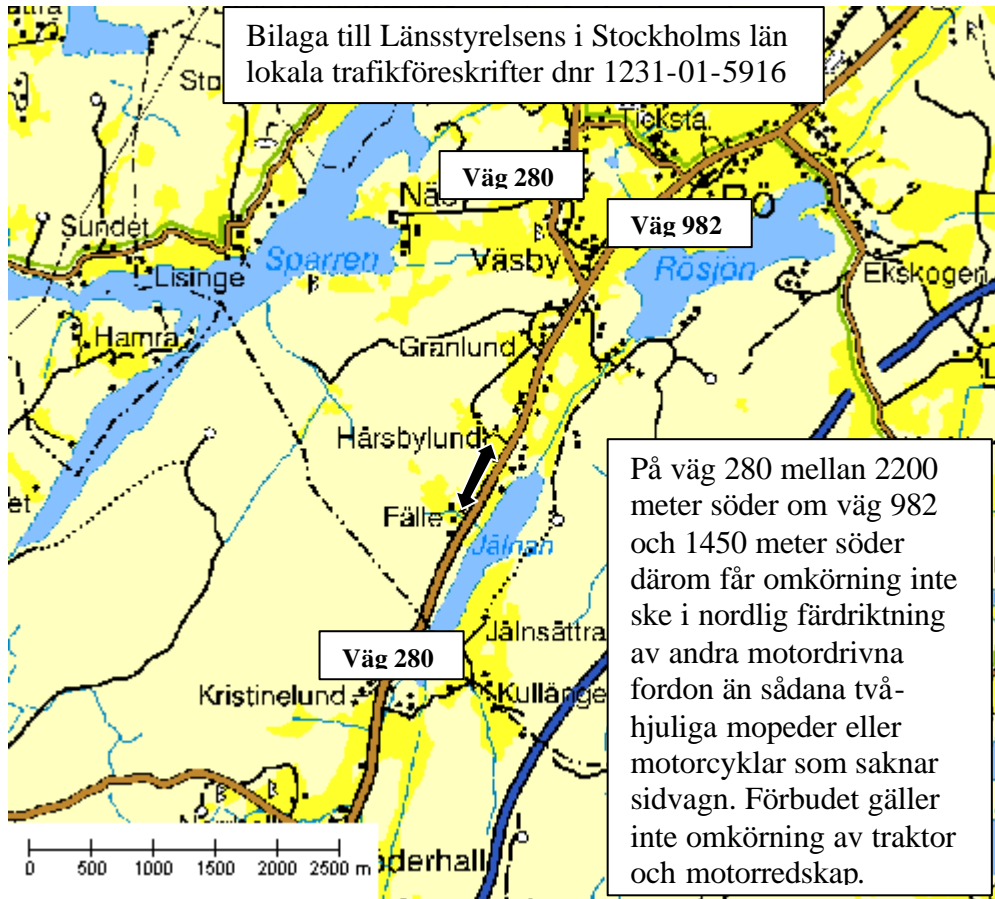 Bilaga till Länsstyrelsens i Stockholms län
lokala trafikföreskrifter dnr 1231-01-5916
Väg 280
Väg 982
Sundet
Lisinge
Sparren
Väsby
Rösjön
Ekskogen
Hamra
Granlund
Hårsbylund
Fälle
Jälnan
Väg 280
Jälnsättra
Kristinelund
Kullänge
På väg 280 mellan 2200
meter söder om väg 982
och 1450 meter söder
därom får omkörning inte
ske i nordlig färdriktning
av andra motordrivna
fordon än sådana två-
hjuliga mopeder eller
motorcyklar som saknar
sidvagn. Förbudet gäller
inte omkörning av traktor
och motorredskap.
0 500 1000 1500 2000 2500 m